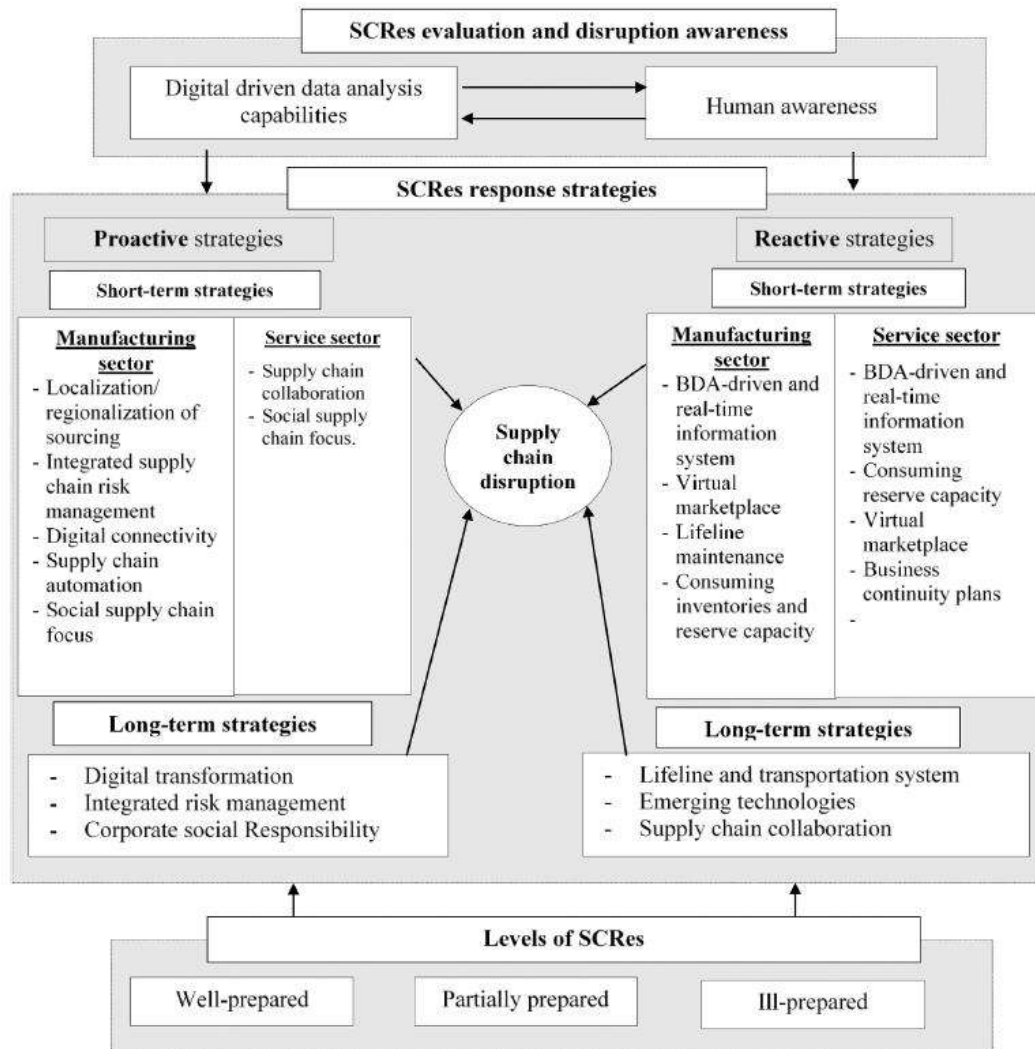 SCRes evaluation and disruption awareness
Digital driven data analysis
capabilities
Human awareness
SCRes response strategies
Proactive strategies
Short-term strategies
Manufacturing
sector
- Localization/
regionalization of
sourcing
- Integrated supply
chain risk
management
- Digital connectivity
- Supply chain
automation
- Social supply chain
focus
Service sector
- Supply chain
collaboration
- Social supply
chain focus.
Long-term strategies
- Digital transformation
- Integrated risk management
- Corporate social Responsibility
Supply
chain
disruption
Reactive strategies
Short-term strategies
Manufacturing
sector
- BDA-driven and
real-time
information
system
- Virtual
marketplace
- Lifeline
maintenance
- Consuming
inventories and
reserve capacity
Service sector
- BDA-driven and
real-time
information
system
- Consuming
reserve capacity
- Virtual
marketplace
- Business
continuity plans
-
Long-term strategies
- Lifeline and transportation system
- Emerging technologies
- Supply chain collaboration
Levels of SCRes
Well-prepared
Partially prepared
Ill-prepared